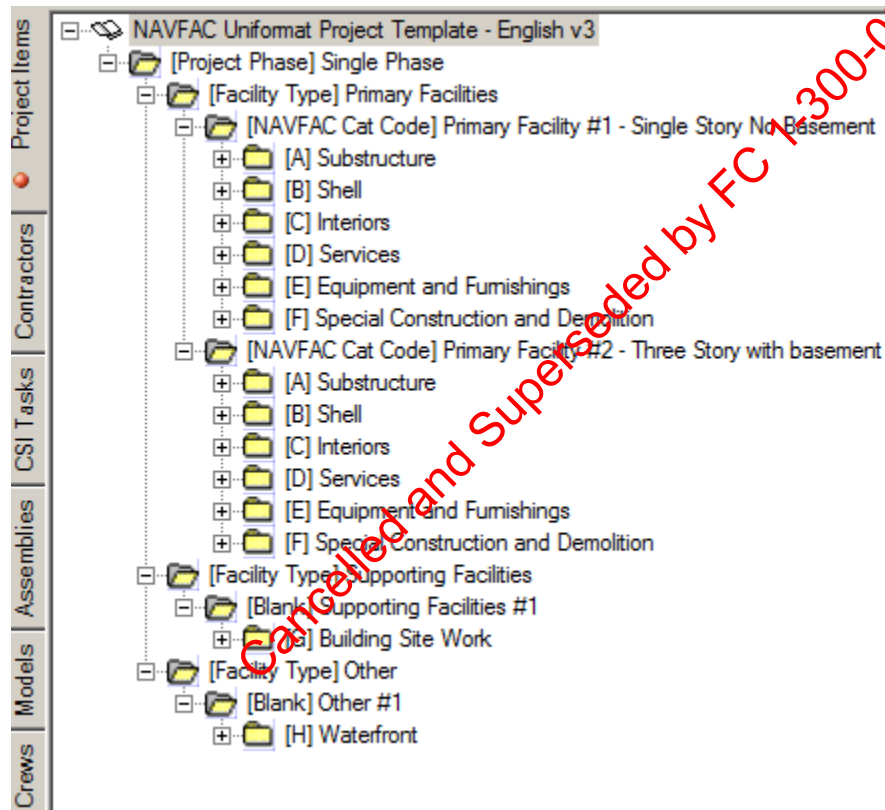 NAVFAC Uniformat Project Template - English v3
[Project Phase] Single Phase
[Facility Type] Primary Facilities
[NAVFAC Cat Code] Primary Facility #1 - Single Story No Basement
[A] Substructure
[B] Shell
[C] Interiors
[D] Services
[E] Equipment and Furnishings
[F] Special Construction and Demolition
[NAVFAC Cat Code] Primary Facility #2 - Three Story with basement
[A] Substructure
[B] Shell
[C] Interiors
[D] Services
[E] Equipment and Furnishings
[F] Special Construction and Demolition
[Facility Type] Supporting Facilities
[Blank] Supporting Facilities #1
[G] Building Site Work
[Facility Type] Other
[Blank] Other #1
[H] Waterfront
Project Items
Contractors
CSI Tasks
Assemblies
Models
Crews
Cancelled and Superseded by FC 1-300-0